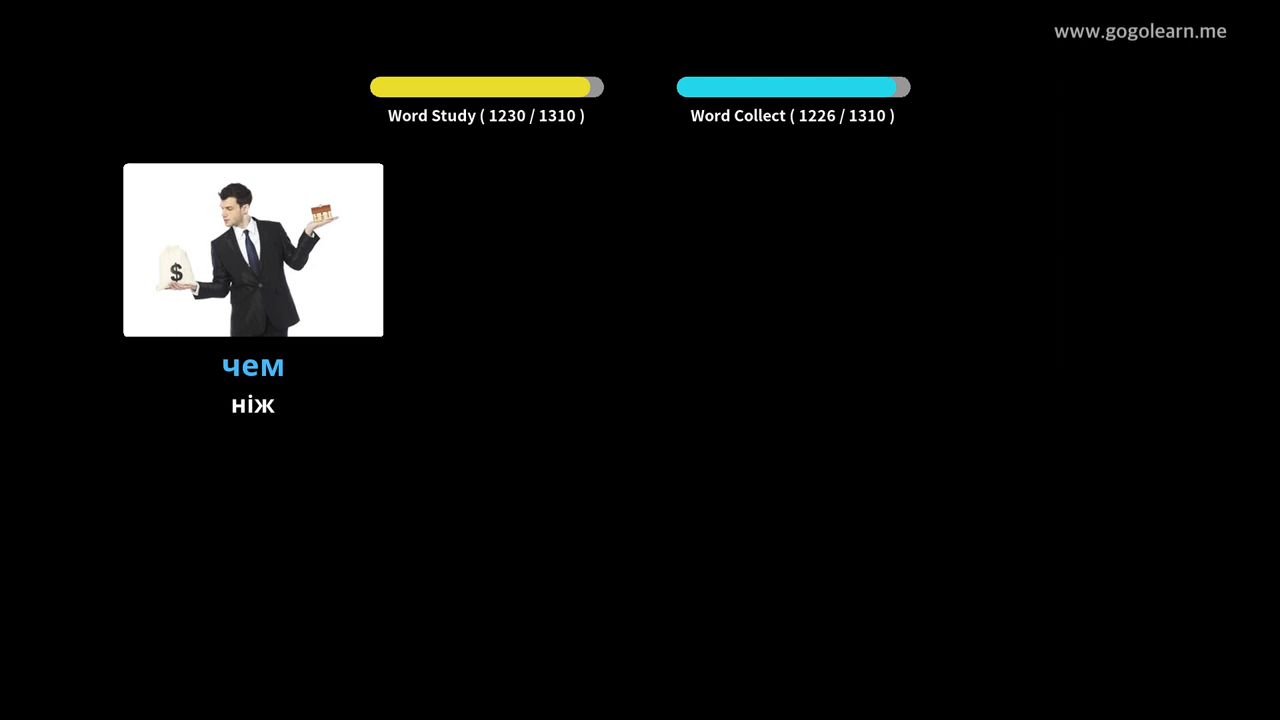 www.gogolearn.me
Word Study ( 1230 / 1310 )
Word Collect ( 1226 / 1310 )
$
чем
ніж